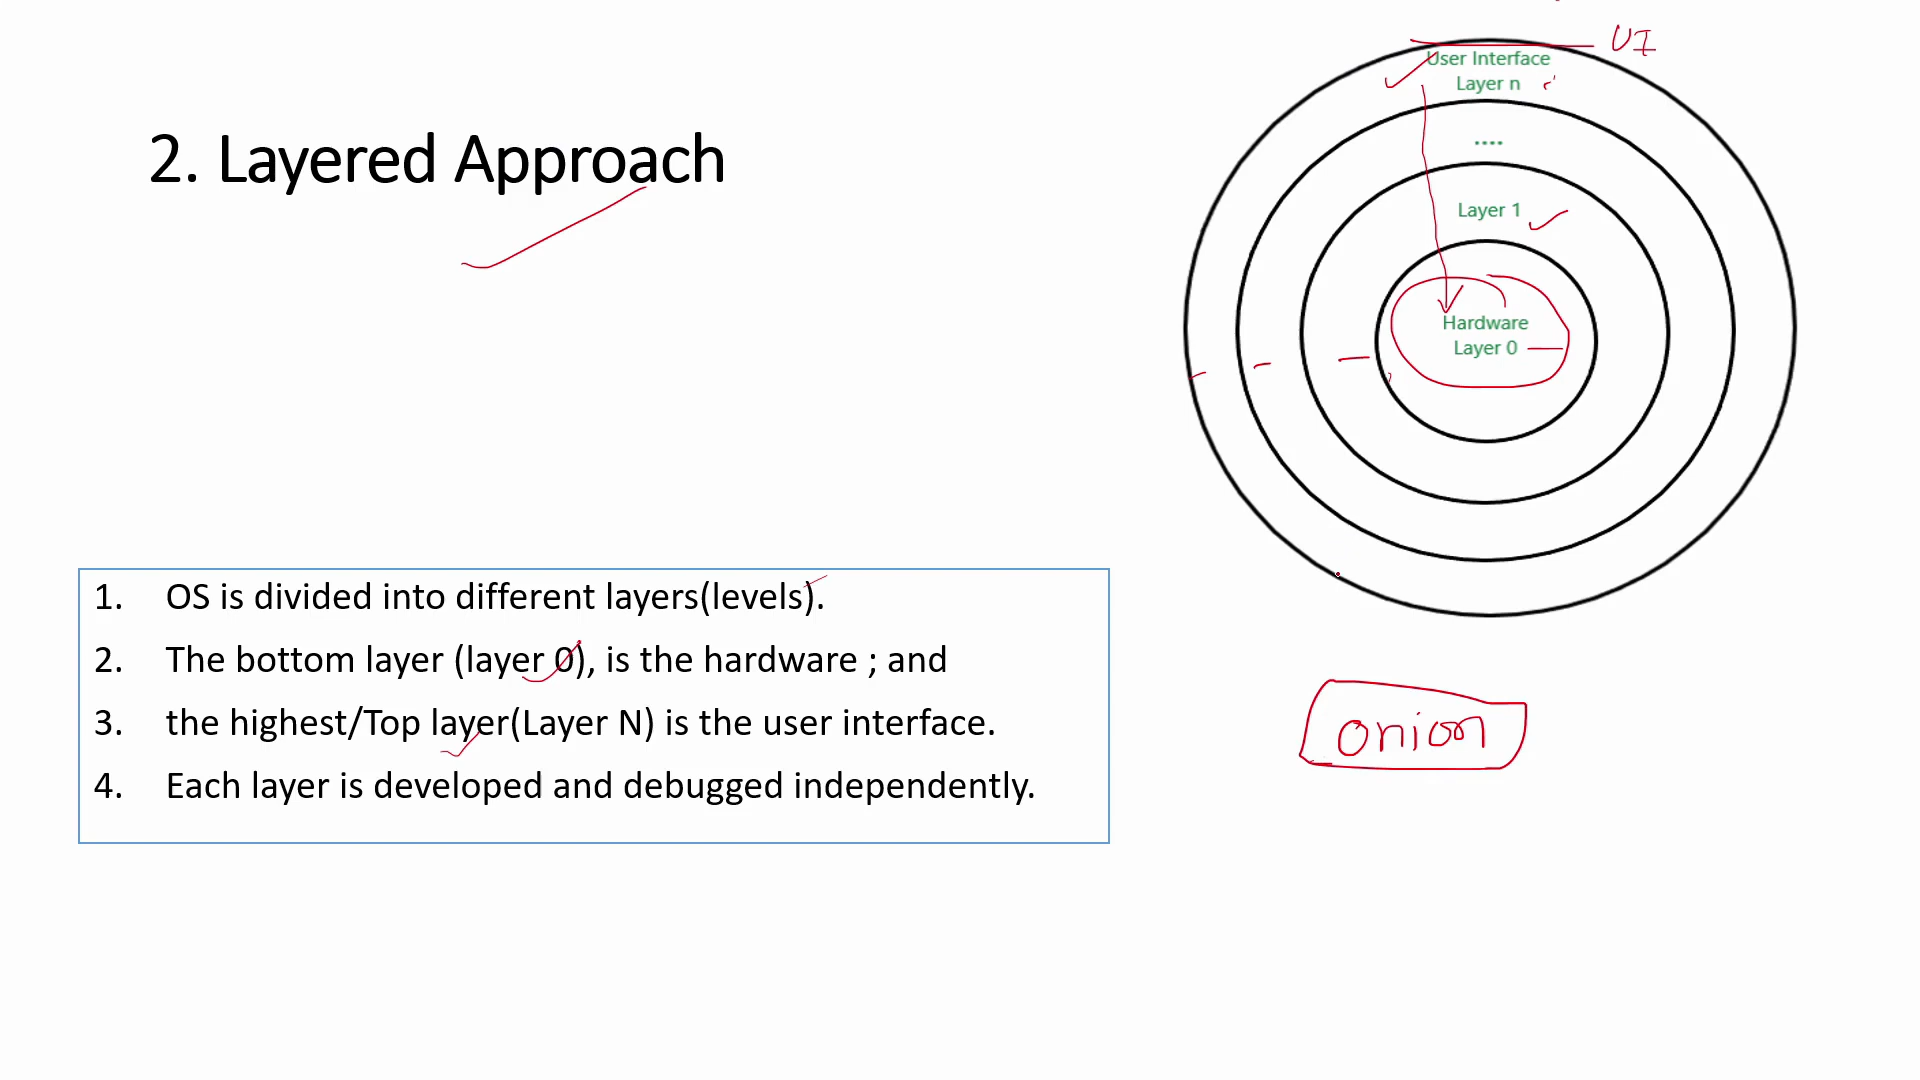 2. Layered Approach
UI
User Interface
Layer n
....
Layer 1
Hardware
Layer 0
1. OS is divided into different layers(levels).
2. The bottom layer (layer 0), is the hardware ; and
3. the highest/Top layer(Layer N) is the user interface.
4. Each layer is developed and debugged independently.
onion